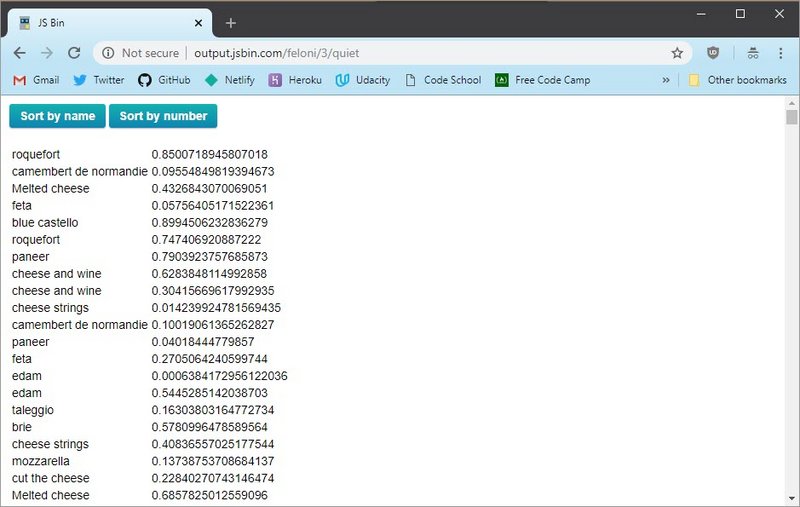 JS Bin
Not secure | output.jsbin.com/feloni/3/quiet
Gmail Twitter GitHub Netlify Heroku Udacity Code School Free Code Camp » Other bookmarks
Sort by name Sort by number
roquefort 0.8500718945807018
camembert de normandie 0.09554849819394673
Melted cheese 0.4326843070069051
feta 0.05756405171522361
blue castello 0.8994506232836279
roquefort 0.747406920887222
paneer 0.7903923757685873
cheese and wine 0.6283848114992858
cheese and wine 0.30415669617992935
cheese strings 0.014239924781569435
camembert de normandie 0.10019061365262827
paneer 0.04018444779857
feta 0.2705064240599744
edam 0.0006384172956122036
edam 0.5445285142038703
taleggio 0.16303803164772734
brie 0.5780996478589564
cheese strings 0.40836557025177544
mozzarella 0.13738753708684137
cut the cheese 0.22840270743146474
Melted cheese 0.6857825012559096